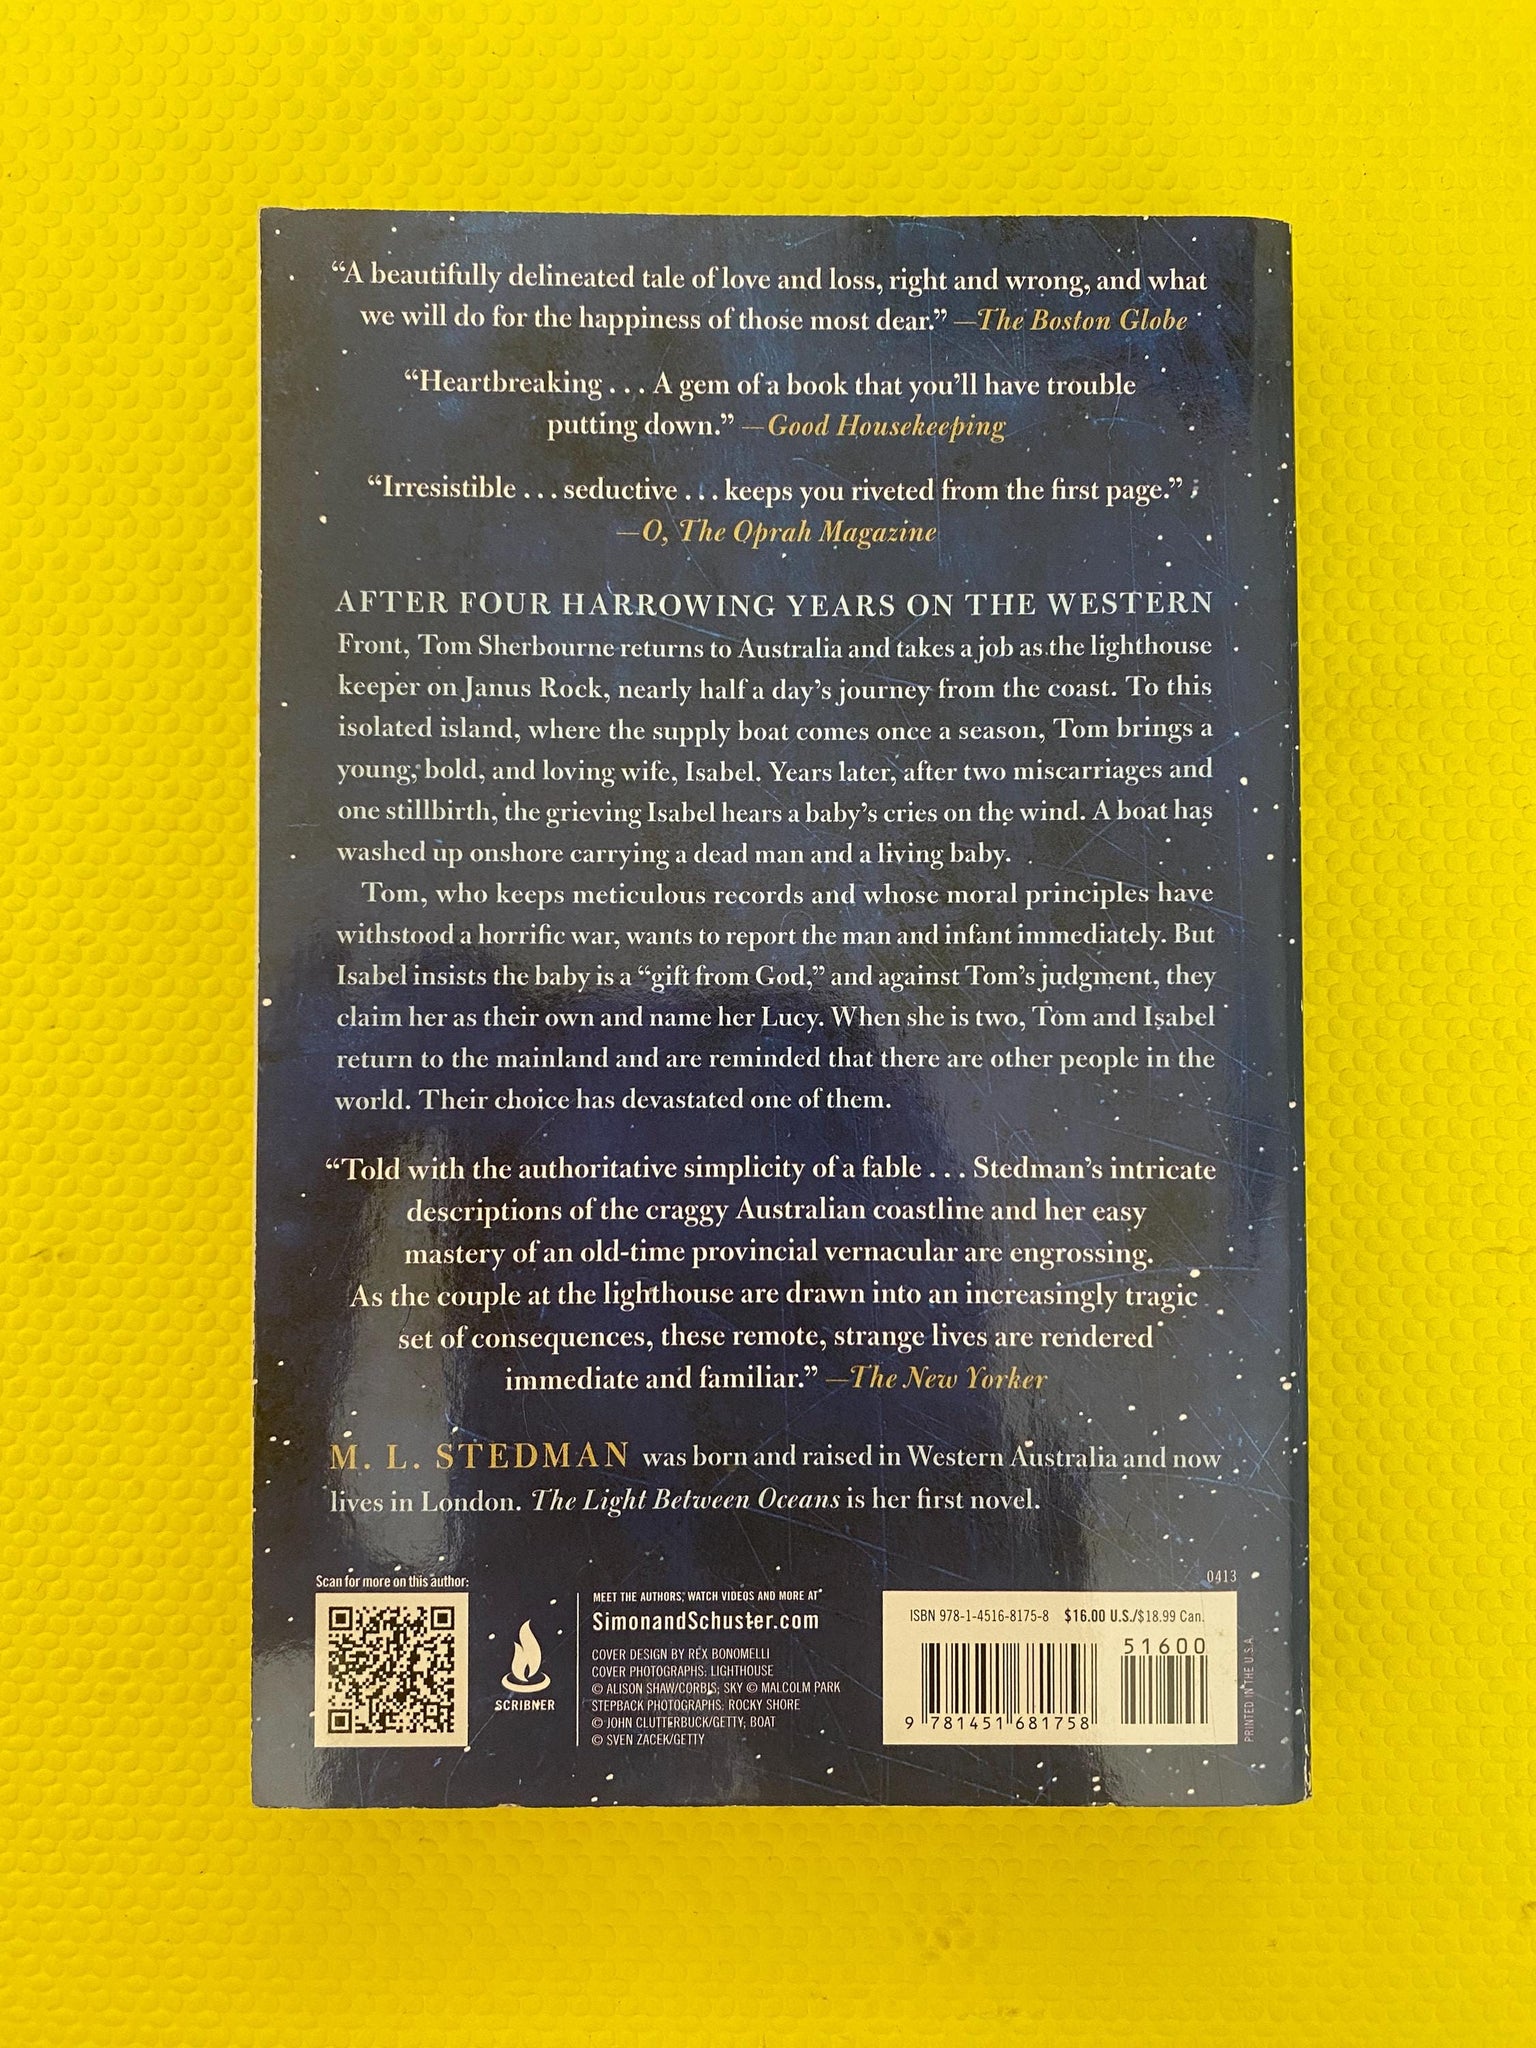 “A beautifully delineated tale of love and loss, right and wrong, and what
we will do for the happiness of those most dear.” —The Boston Globe
“Heartbreaking . . . A gem of a book that you’ll have trouble
putting down.” —Good Housekeeping
“Irresistible . . . seductive . . . keeps you riveted from the first page.”
—O, The Oprah Magazine
AFTER FOUR HARROWING YEARS ON THE WESTERN
Front, Tom Sherbourne returns to Australia and takes a job as the lighthouse
keeper on Janus Rock, nearly half a day’s journey from the coast. To this
isolated island, where the supply boat comes once a season, Tom brings a
young, bold, and loving wife, Isabel. Years later, after two miscarriages and
one stillbirth, the grieving Isabel hears a baby’s cries on the wind. A boat has
washed up onshore carrying a dead man and a living baby.
Tom, who keeps meticulous records and whose moral principles have
withstood a horrific war, wants to report the man and infant immediately. But
Isabel insists the baby is a “gift from God,” and against Tom’s judgment, they
claim her as their own and name her Lucy. When she is two, Tom and Isabel
return to the mainland and are reminded that there are other people in the
world. Their choice has devastated one of them.
“Told with the authoritative simplicity of a fable . . . Stedman’s intricate
descriptions of the craggy Australian coastline and her easy
mastery of an old-time provincial vernacular are engrossing.
As the couple at the lighthouse are drawn into an increasingly tragic
set of consequences, these remote, strange lives are rendered
immediate and familiar.” —The New Yorker
M. L. STEDMAN was born and raised in Western Australia and now
lives in London. The Light Between Oceans is her first novel.
Scan for more on this author:
SCRIBNER
MEET THE AUTHORS, WATCH VIDEOS AND MORE AT
SimonandSchuster.com
COVER DESIGN BY REX BONOMELLI
COVER PHOTOGRAPHS: LIGHTHOUSE
© ALISON SHAW/CORBIS; SKY © MALCOLM PARK
STEPBACK PHOTOGRAPHS: ROCKY SHORE
© JOHN CLUTTERBUCK/GETTY; BOAT
© SVEN ZACEK/GETTY
0413
ISBN 978-1-4516-8175-8 $16.00 U.S./$18.99 Can.
51600
9 781451 681758
PRINTED IN THE U.S.A.